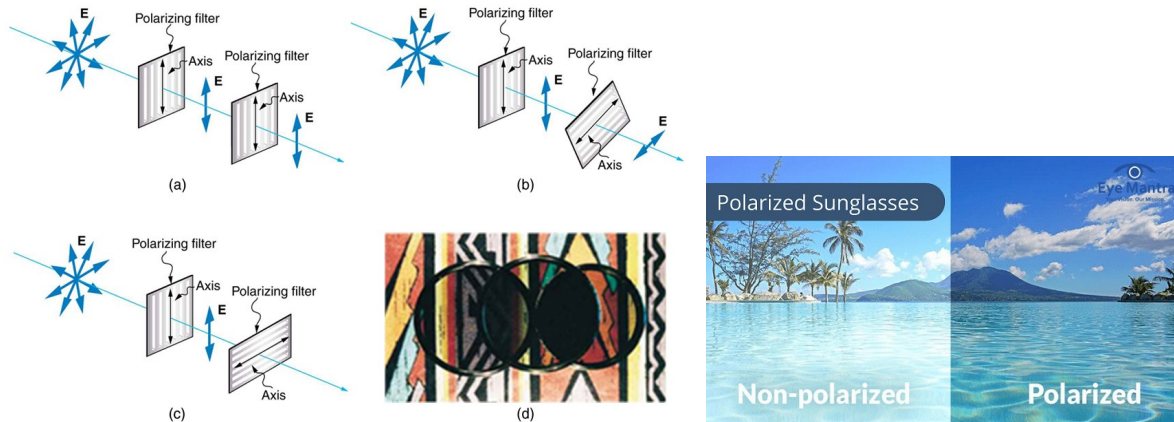 E
Polarizing filter
Axis
E
Polarizing filter
Axis
E
(a)
E
Polarizing filter
Axis
E
Polarizing filter
Axis
E
(b)
E
Polarizing filter
Axis
E
Polarizing filter
Axis
(c)
(d)
Polarized Sunglasses
Eye Mantra
Non-polarized
Polarized